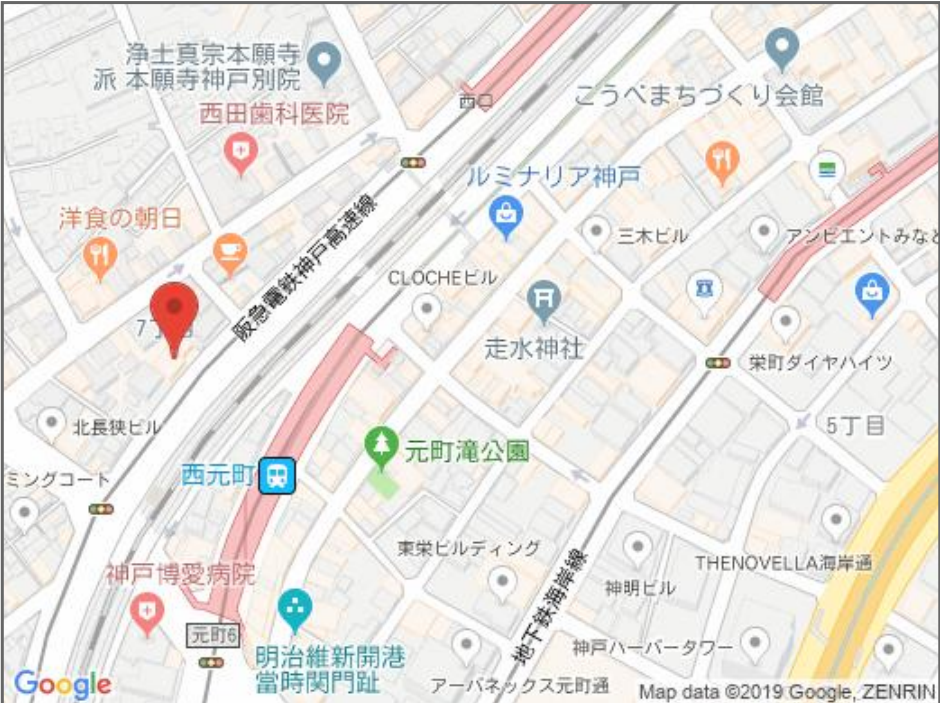 浄土真宗本願寺
派 本願寺神戸別院
西口
こうべまちづくり会館
西田歯科医院
ルミナリア神戸
洋食の朝日
三木ビル
アンビエントみなと
阪急電鉄神戸高速線
CLOCHEビル
走水神社
栄町ダイヤハイツ
北長狭ビル
5丁目
元町滝公園
西元町
ミングコート
東栄ビルディング
THENOVELLA海岸通
神戸博愛病院
神明ビル
地下鉄海岸線
元町6
明治維新開港
當時関門趾
神戸ハーバータワー
アーバネックス元町通
Google
Map data ©2019 Google, ZENRIN